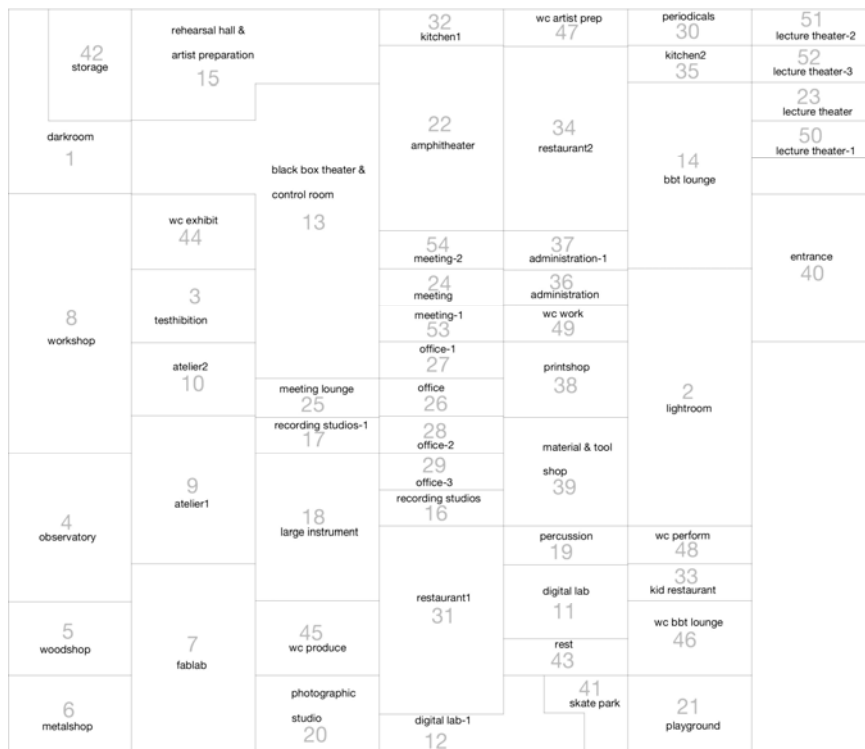 42
storage
darkroom
1
8
workshop
4
observatory
5
woodshop
6
metalshop
rehearsal hall &
artist preparation
15
wc exhibit
44
3
testhibition
atelier2
10
9
atelier1
7
fablab
black box theater &
control room
13
meeting lounge
25
recording studios-1
17
18
large instrument
45
wc produce
photographic
studio
20
32
kitchen1
22
amphitheater
54
meeting-2
24
meeting
meeting-1
53
office-1
27
office
26
28
office-2
29
office-3
recording studios
16
restaurant1
31
digital lab-1
12
wc artist prep
47
34
restaurant2
37
administration-1
36
administration
wc work
49
printshop
38
material & tool
shop
39
percussion
19
digital lab
11
rest
43
41
skate park
periodicals
30
kitchen2
35
14
bbt lounge
2
lightroom
wc perform
48
33
kid restaurant
wc bbt lounge
46
21
playground
51
lecture theater-2
52
lecture theater-3
23
lecture theater
50
lecture theater-1
entrance
40